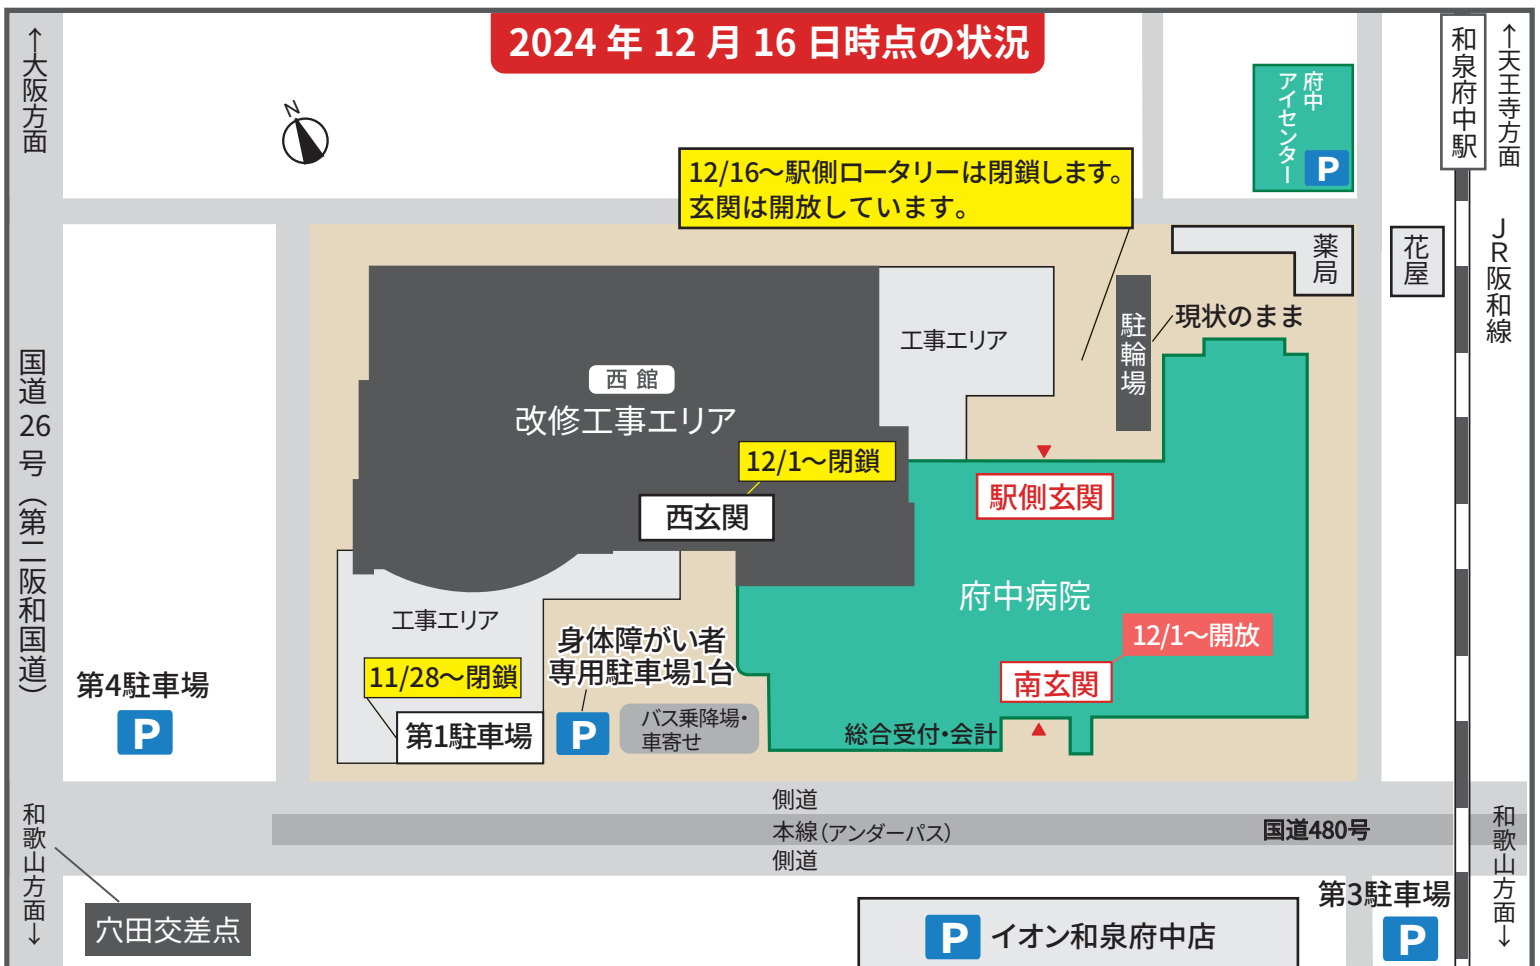 2024 年 12 月 16 日時点の状況
↑大阪方面
N
府中
アイセンター
P
和泉府中駅
↑天王寺方面
12/16〜駅側ロータリーは閉鎖します。
玄関は開放しています。
薬局
花屋
JR阪和線
工事エリア
駐輪場
現状のまま
西 館
改修工事エリア
12/1〜閉鎖
西玄関
駅側玄関
国道26号（第二阪和国道）
府中病院
12/1〜開放
南玄関
総合受付・会計
工事エリア
11/28〜閉鎖
第1駐車場
身体障がい者
専用駐車場1台
P
バス乗降場・
車寄せ
第4駐車場
P
側道
本線（アンダーパス）
国道480号
側道
和歌山方面↓
穴田交差点
P イオン和泉府中店
第3駐車場
P
和歌山方面↓